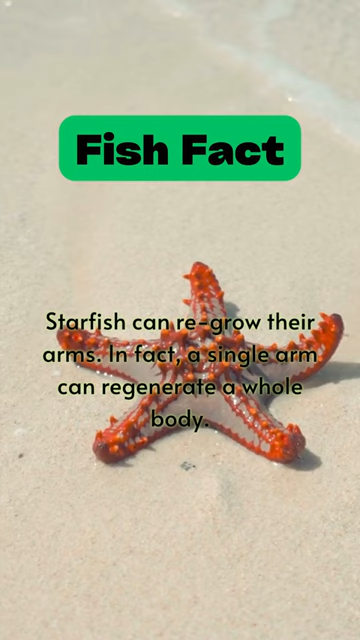 Fish Fact
Starfish can re-grow their
arms. In fact, a single arm
can regenerate a whole
body.